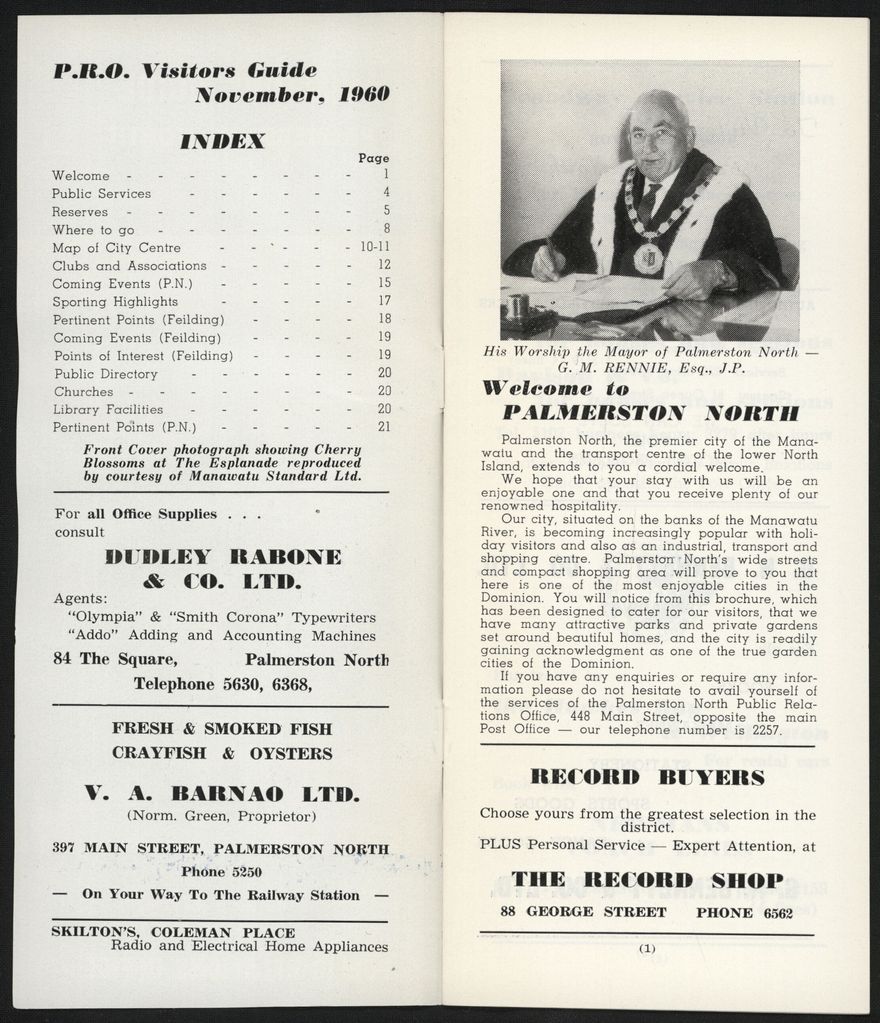 P.R.O. Visitors Guide
November, 1960
INDEX
Page
Welcome - - - - - - - - 1
Public Services - - - - - - 4
Reserves - - - - - - - - 5
Where to go - - - - - - - 8
Map of City Centre - - - - - 10-11
Clubs and Associations - - - - - 12
Coming Events (P.N.) - - - - - 15
Sporting Highlights - - - - - 17
Pertinent Points (Feilding) - - - - 18
Coming Events (Feilding) - - - - 19
Points of Interest (Feilding) - - - - 19
Public Directory - - - - - - 20
Churches - - - - - - - - 20
Library Facilities - - - - - - 20
Pertinent Points (P.N.) - - - - - 21
Front Cover photograph showing Cherry
Blossoms at The Esplanade reproduced
by courtesy of Manawatu Standard Ltd.
For all Office Supplies . . .
consult
DUDLEY RABONE
& CO. LTD.
Agents:
"Olympia" & "Smith Corona" Typewriters
"Addo" Adding and Accounting Machines
84 The Square, Palmerston North
Telephone 5630, 6368,
FRESH & SMOKED FISH
CRAYFISH & OYSTERS
V. A. BARNAO LTD.
(Norm. Green, Proprietor)
397 MAIN STREET, PALMERSTON NORTH
Phone 5250
— On Your Way To The Railway Station —
SKILTON'S, COLEMAN PLACE
Radio and Electrical Home Appliances
His Worship the Mayor of Palmerston North —
G. M. RENNIE, Esq., J.P.
Welcome to
PALMERSTON NORTH
Palmerston North, the premier city of the Mana-
watu and the transport centre of the lower North
Island, extends to you a cordial welcome.
We hope that your stay with us will be an
enjoyable one and that you receive plenty of our
renowned hospitality.
Our city, situated on the banks of the Manawatu
River, is becoming increasingly popular with holi-
day visitors and also as an industrial, transport and
shopping centre. Palmerston North's wide streets
and compact shopping area will prove to you that
here is one of the most enjoyable cities in the
Dominion. You will notice from this brochure, which
has been designed to cater for our visitors, that we
have many attractive parks and private gardens
set around beautiful homes, and the city is readily
gaining acknowledgment as one of the true garden
cities of the Dominion.
If you have any enquiries or require any infor-
mation please do not hesitate to avail yourself of
the services of the Palmerston North Public Rela-
tions Office, 448 Main Street, opposite the main
Post Office — our telephone number is 2257.
RECORD BUYERS
Choose yours from the greatest selection in the
district.
PLUS Personal Service — Expert Attention, at
THE RECORD SHOP
88 GEORGE STREET PHONE 6562
(1)